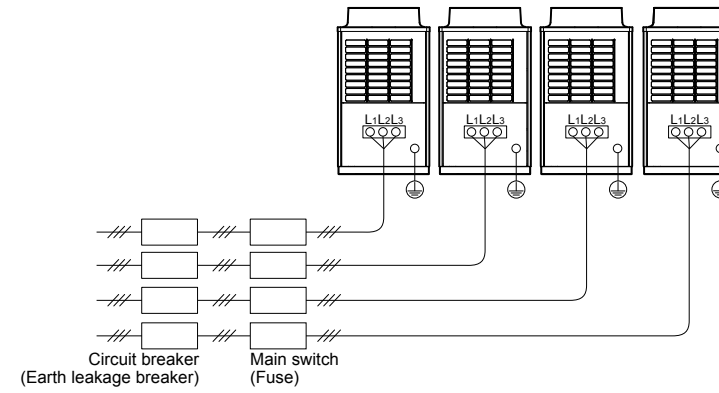 L1L2L3 L1L2L3 L1L2L3 L1L2L3
Circuit breaker
(Earth leakage breaker)
Main switch
(Fuse)